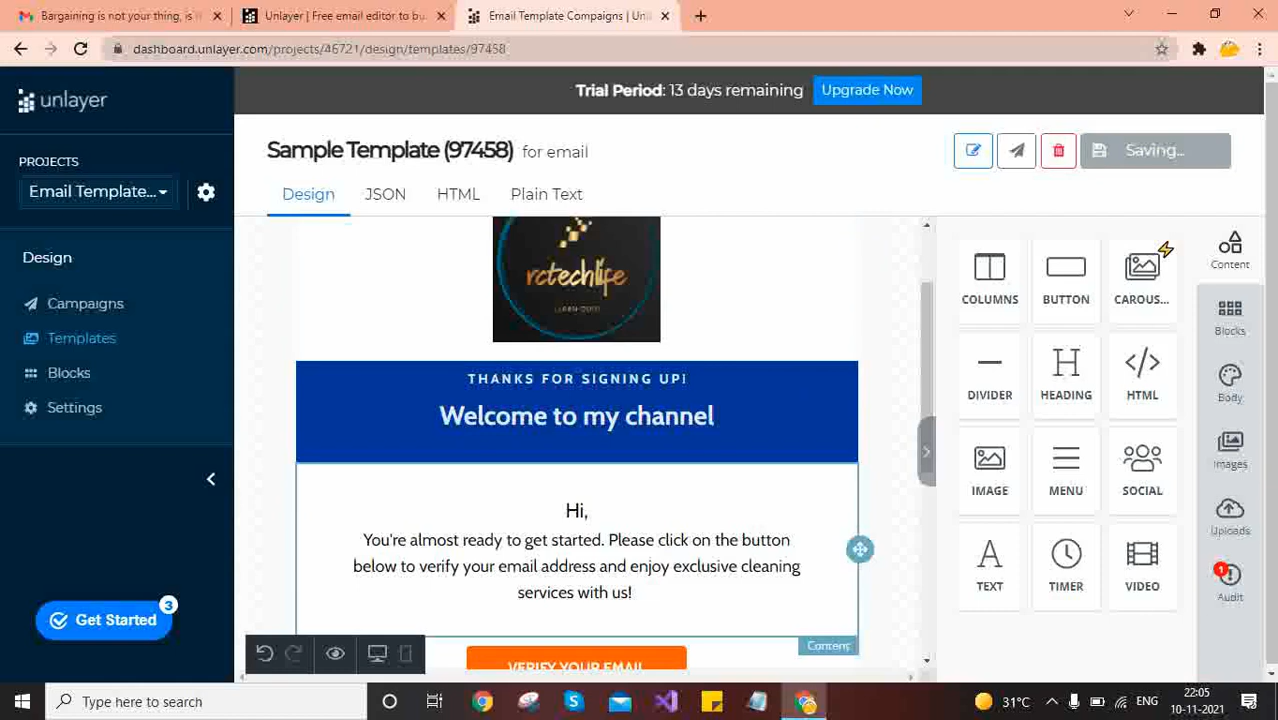 Bargaining is not your thing, is
Unlayer | Free email editor to bu
Email Template Compaigns | Un
dashboard.unlayer.com/projects/46721/design/templates/97458
unlayer
Trial Period: 13 days remaining
Upgrade Now
PROJECTS
Email Template...
Sample Template (97458) for email
Saving...
Design
JSON
HTML
Plain Text
Design
Campaigns
Templates
Blocks
Settings
Get Started
3
rctechlife
THANKS FOR SIGNING UP!
Welcome to my channel
Hi,
You're almost ready to get started. Please click on the button
below to verify your email address and enjoy exclusive cleaning
services with us!
Content
VERIFY YOUR EMAIL
COLUMNS
BUTTON
CAROUS...
DIVIDER
HEADING
HTML
IMAGE
MENU
SOCIAL
TEXT
TIMER
VIDEO
Content
Blocks
Body
Images
Uploads
1
Audit
Type here to search
31°C
ENG
22:05
10-11-2021